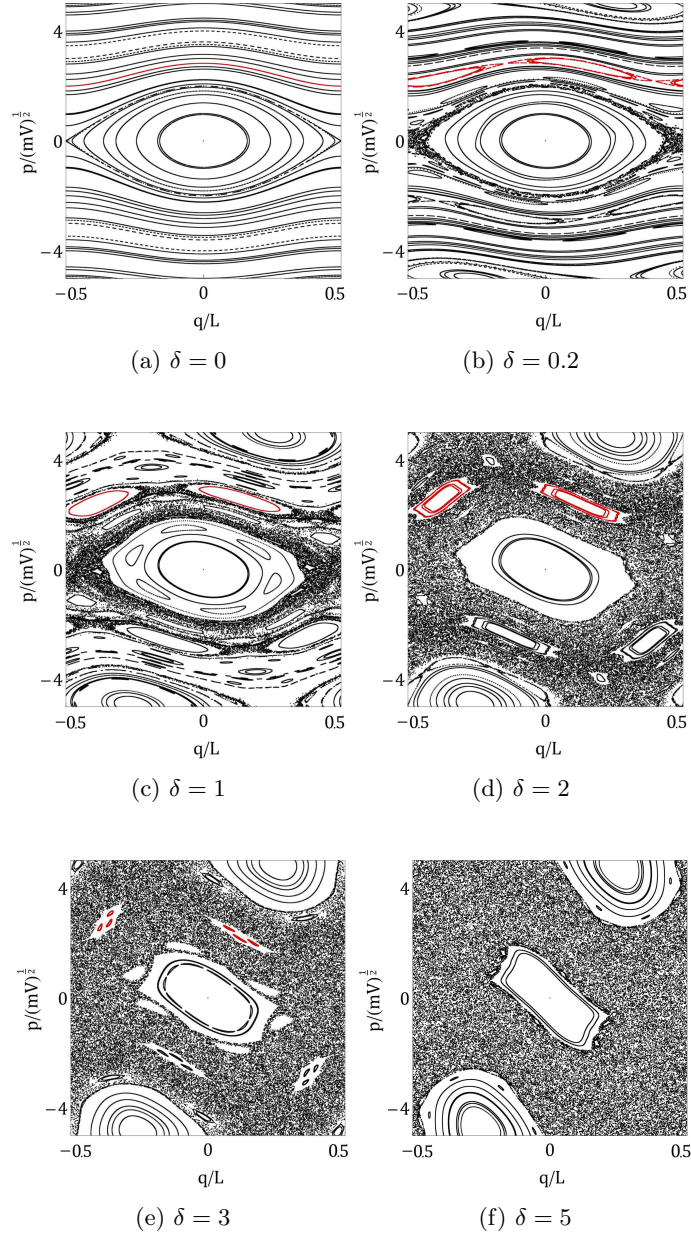 4
0
−4
p/(mV)^{1/2}
−0.5 0 0.5
q/L
(a) δ = 0
4
0
−4
p/(mV)^{1/2}
−0.5 0 0.5
q/L
(b) δ = 0.2
4
0
−4
p/(mV)^{1/2}
−0.5 0 0.5
q/L
(c) δ = 1
4
0
−4
p/(mV)^{1/2}
−0.5 0 0.5
q/L
(d) δ = 2
4
0
−4
p/(mV)^{1/2}
−0.5 0 0.5
q/L
(e) δ = 3
4
0
−4
p/(mV)^{1/2}
−0.5 0 0.5
q/L
(f) δ = 5